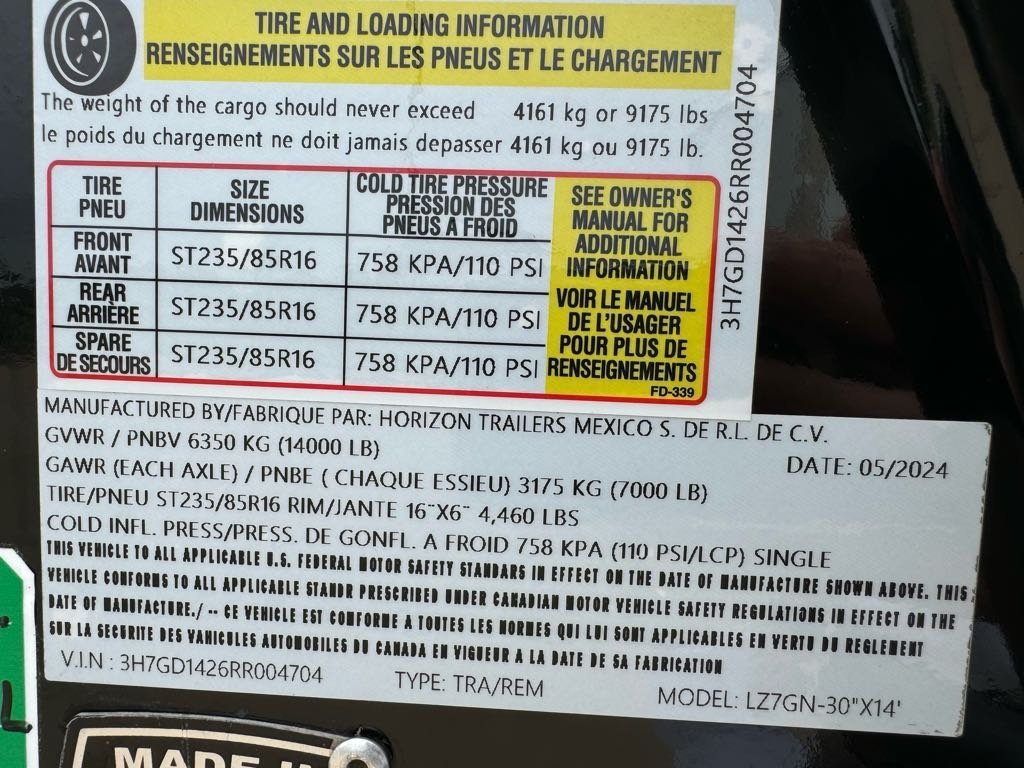 TIRE AND LOADING INFORMATION
RENSEIGNEMENTS SUR LES PNEUS ET LE CHARGEMENT
The weight of the cargo should never exceed 4161 kg or 9175 lbs
le poids du chargement ne doit jamais depasser 4161 kg ou 9175 lb.
TIRE PNEU SIZE DIMENSIONS COLD TIRE PRESSURE PRESSION DES PNEUS A FROID
FRONT AVANT ST235/85R16 758 KPA/110 PSI
REAR ARRIÈRE ST235/85R16 758 KPA/110 PSI
SPARE DE SECOURS ST235/85R16 758 KPA/110 PSI
SEE OWNER'S
MANUAL FOR
ADDITIONAL
INFORMATION
VOIR LE MANUEL
DE L'USAGER
POUR PLUS DE
RENSEIGNEMENTS
FD-339
3H7GD1426RR004704
MANUFACTURED BY/FABRIQUE PAR: HORIZON TRAILERS MEXICO S. DE R.L. DE C.V.
GVWR / PNBV 6350 KG (14000 LB) DATE: 05/2024
GAWR (EACH AXLE) / PNBE ( CHAQUE ESSIEU) 3175 KG (7000 LB)
TIRE/PNEU ST235/85R16 RIM/JANTE 16¨X6¨ 4,460 LBS
COLD INFL. PRESS/PRESS. DE GONFL. A FROID 758 KPA (110 PSI/LCP) SINGLE
THIS VEHICLE TO ALL APPLICABLE U.S. FEDERAL MOTOR SAFETY STANDARS IN EFFECT ON THE DATE OF MANUFACTURE SHOWN ABOVE. THIS
VEHICLE CONFORMS TO ALL APPLICABLE STANDR PRESCRIBED UNDER CANADIAN MOTOR VEHICLE SAFETY REGULATIONS IN EFFECT ON THE
DATE OF MANUFACTURE./ -- CE VEHICLE EST CONFORME A TOUTES LES NORMES QUI LUI SONT APPLICABLES EN VERTU DU REGLEMENT
SUR LA SECURITE DES VAHICULES AUTOMOBILES DU CANADA EN VIGUEUR A LA DATE DE SA FABRICATION
V.I.N : 3H7GD1426RR004704 TYPE: TRA/REM MODEL: LZ7GN-30"X14'
MADE IN
L